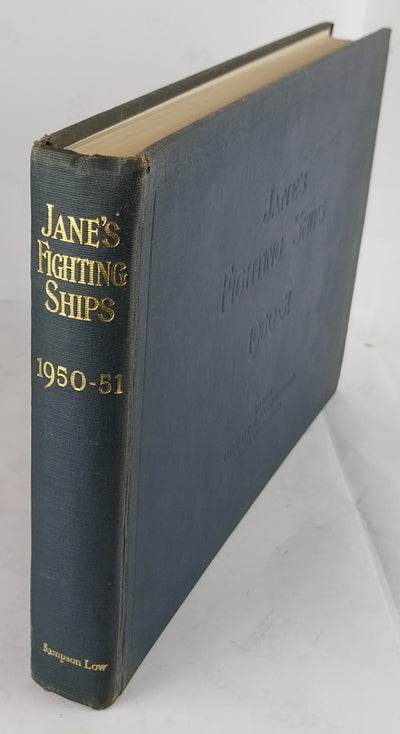 JANE'S
FIGHTING
SHIPS
1950-51
Sampson Low
JANE'S
FIGHTING SHIPS
1950-51